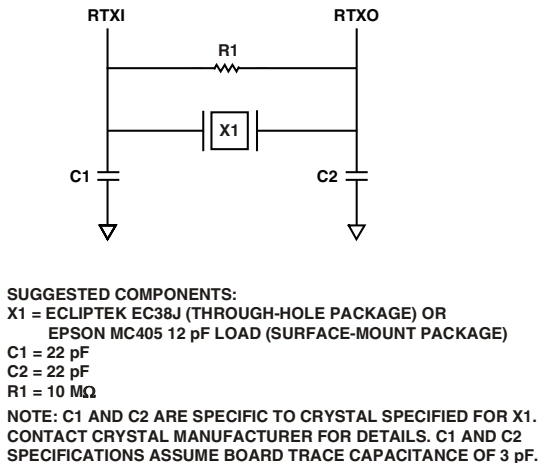 RTXI
RTXO
R1
X1
C1
C2
SUGGESTED COMPONENTS:
X1 = ECLIPTEK EC38J (THROUGH-HOLE PACKAGE) OR
EPSON MC405 12 pF LOAD (SURFACE-MOUNT PACKAGE)
C1 = 22 pF
C2 = 22 pF
R1 = 10 MΩ
NOTE: C1 AND C2 ARE SPECIFIC TO CRYSTAL SPECIFIED FOR X1.
CONTACT CRYSTAL MANUFACTURER FOR DETAILS. C1 AND C2
SPECIFICATIONS ASSUME BOARD TRACE CAPACITANCE OF 3 pF.